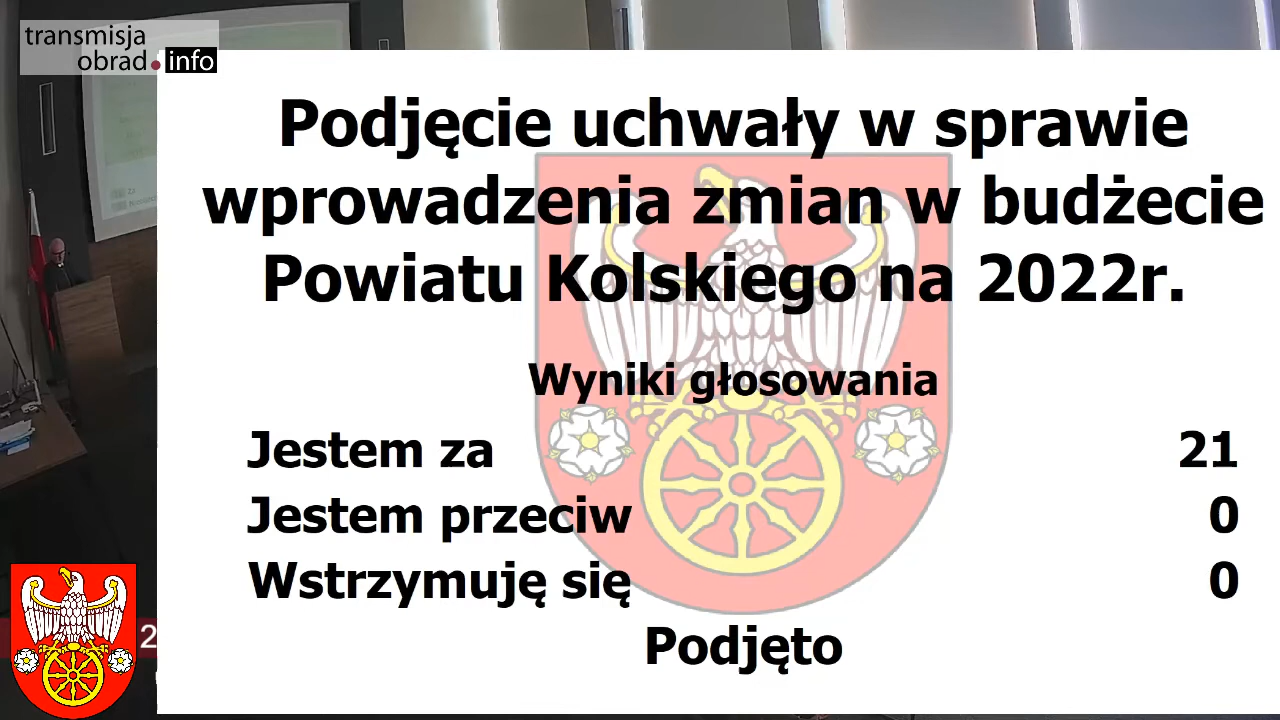 transmisja
obrad.info
Podjęcie uchwały w sprawie
wprowadzenia zmian w budżecie
Powiatu Kolskiego na 2022r.
Wyniki głosowania
Jestem za 21
Jestem przeciw 0
Wstrzymuję się 0
Podjęto
2